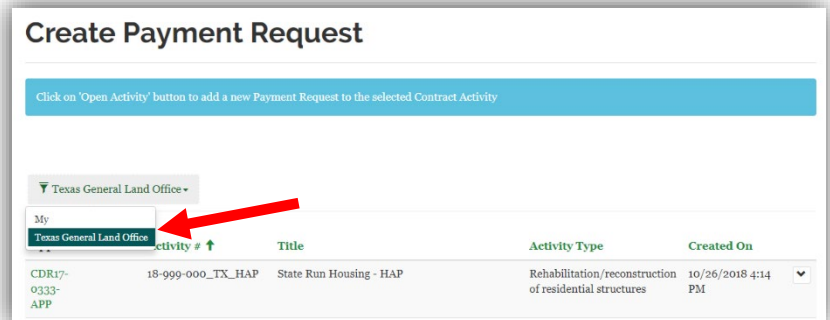 Create Payment Request
Click on 'Open Activity' button to add a new Payment Request to the selected Contract Activity
Texas General Land Office
My
Texas General Land Office
Activity # ↑ Title Activity Type Created On
CDR17- 18-999-000_TX_HAP State Run Housing - HAP Rehabilitation/reconstruction 10/26/2018 4:14
0333- of residential structures PM
APP